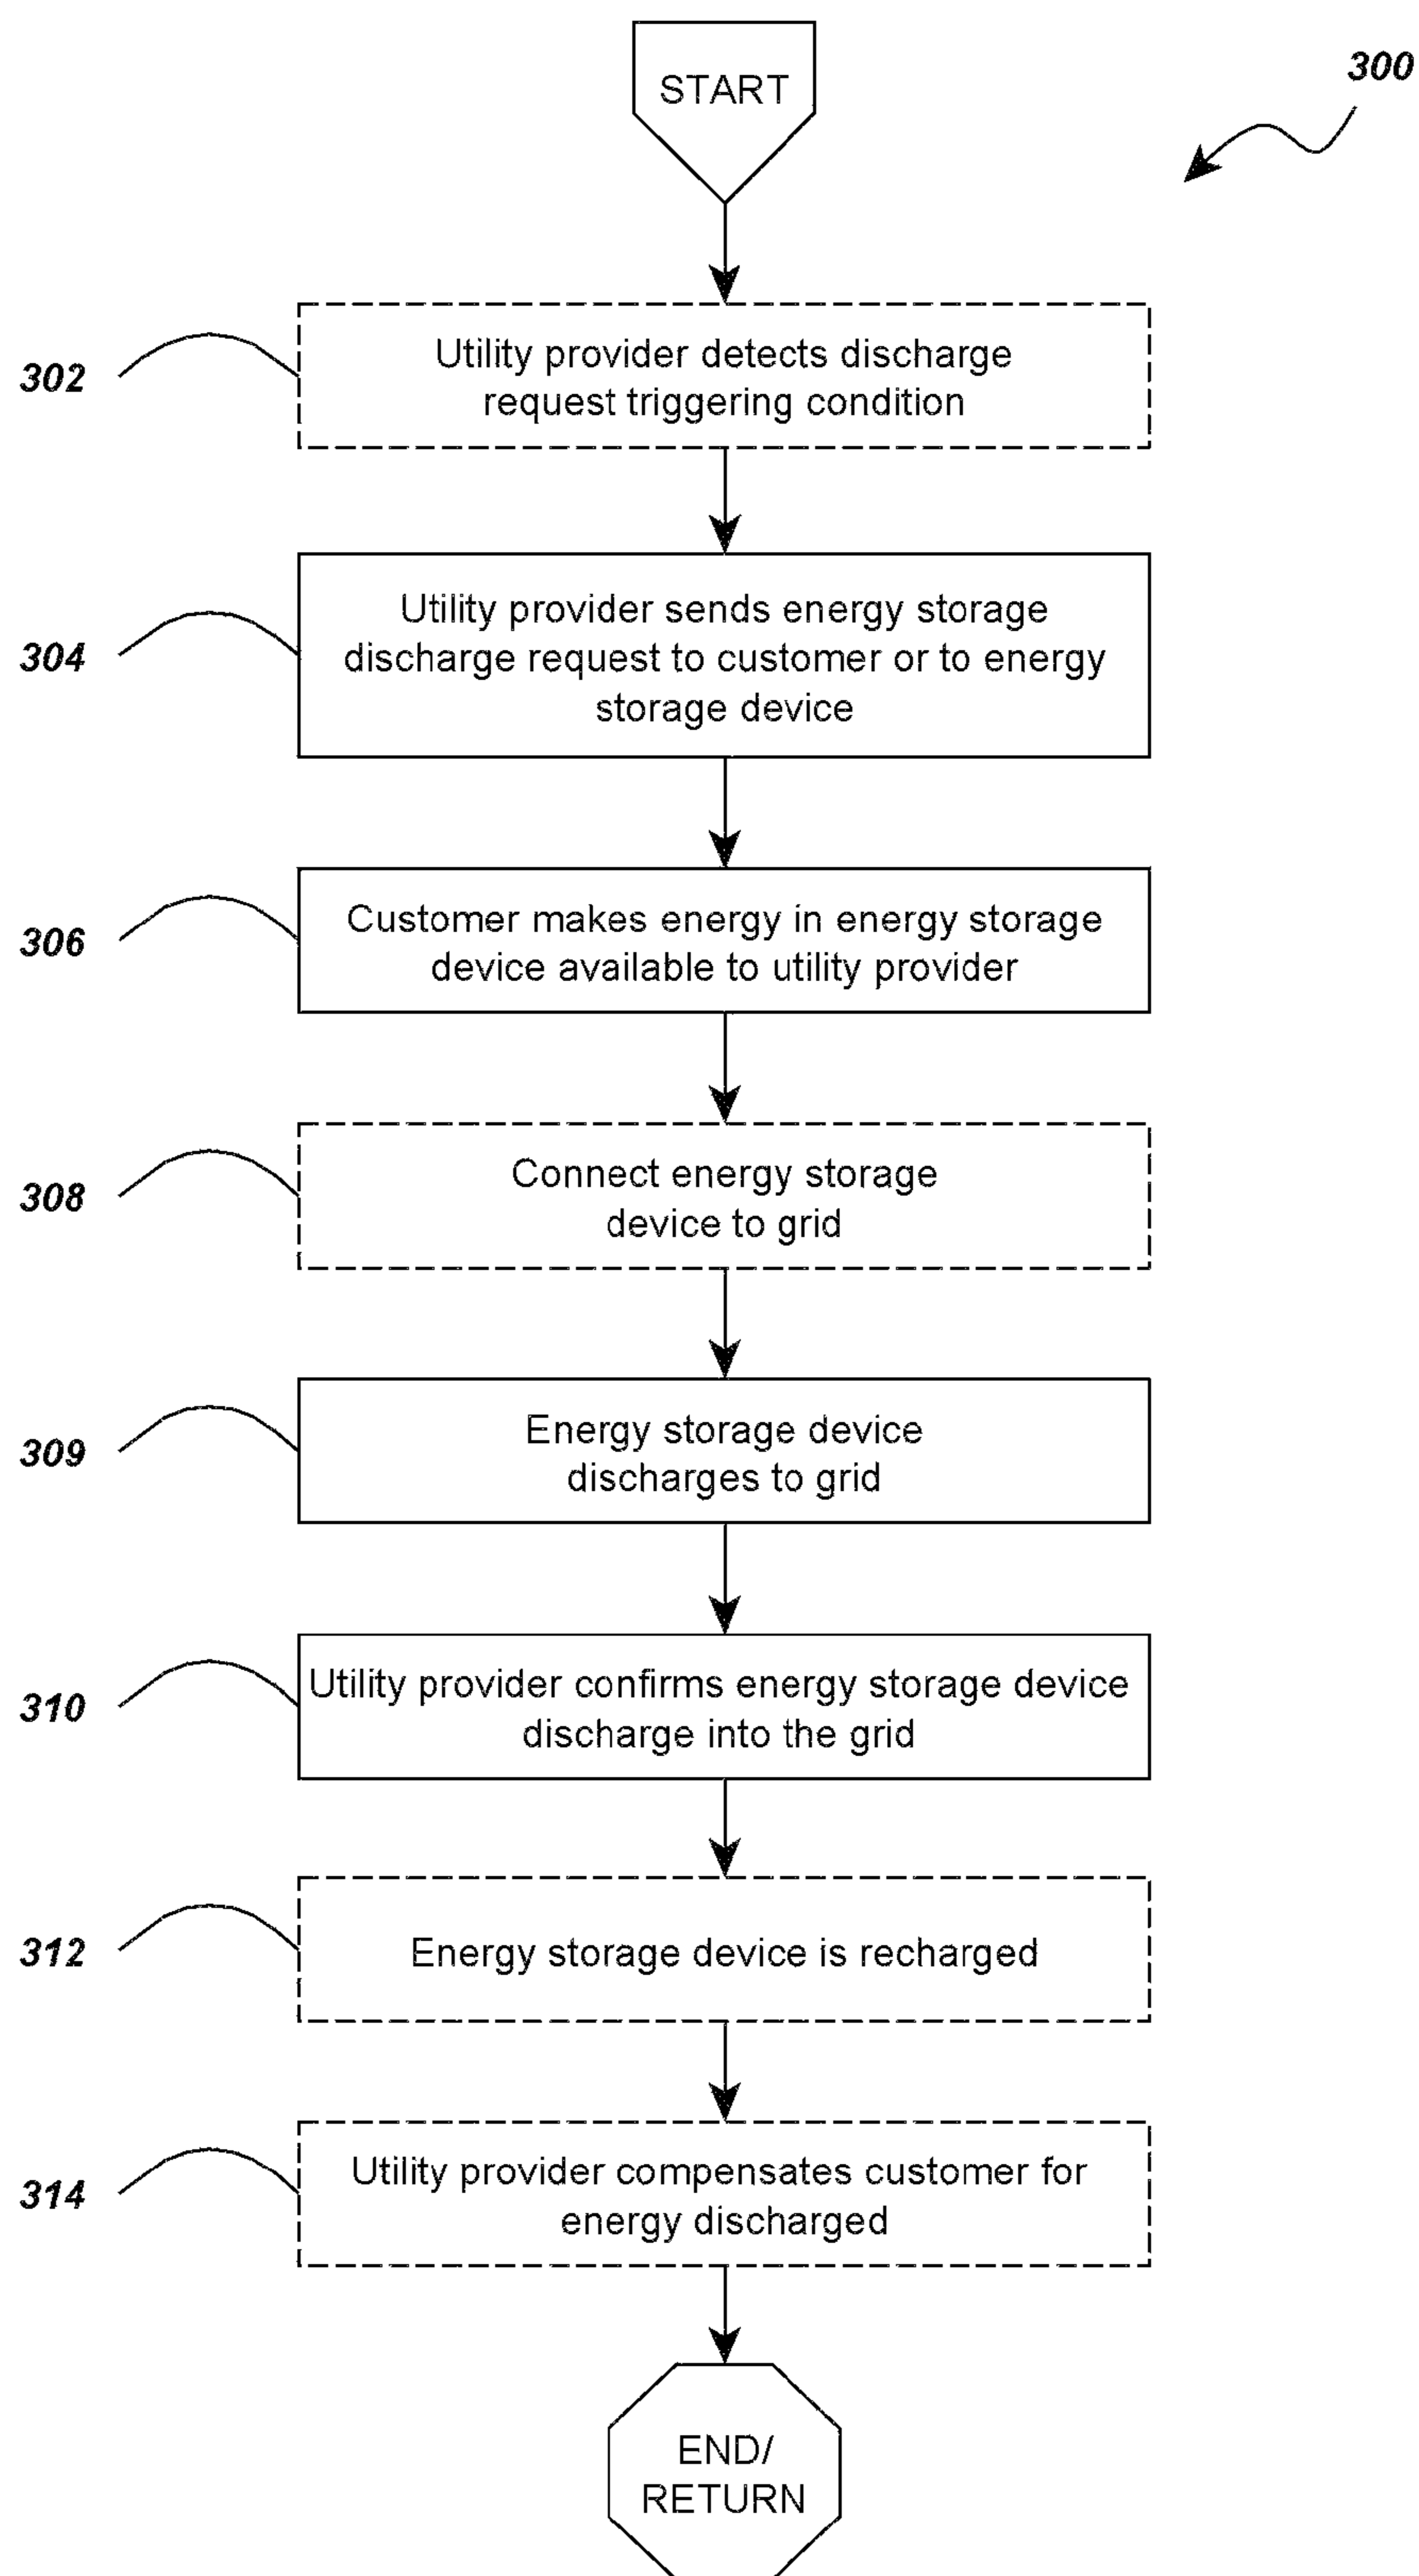 START
300
302
Utility provider detects discharge
request triggering condition
304
Utility provider sends energy storage
discharge request to customer or to energy
storage device
306
Customer makes energy in energy storage
device available to utility provider
308
Connect energy storage
device to grid
309
Energy storage device
discharges to grid
310
Utility provider confirms energy storage device
discharge into the grid
312
Energy storage device is recharged
314
Utility provider compensates customer for
energy discharged
END/
RETURN